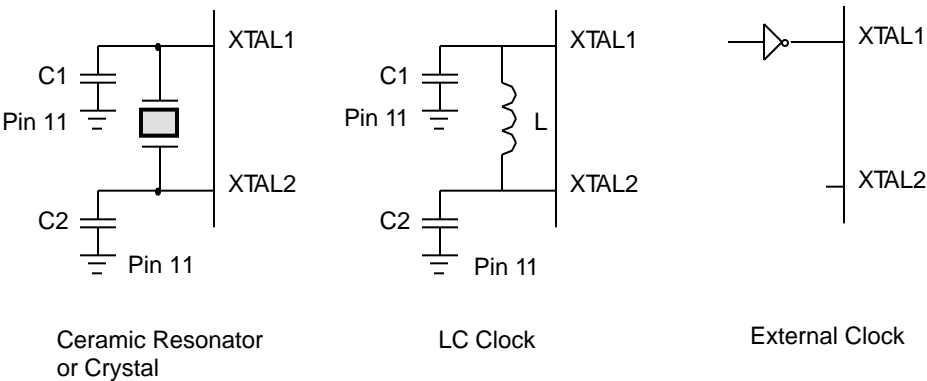 XTAL1
C1
Pin 11
XTAL2
C2
Pin 11
Ceramic Resonator
or Crystal
XTAL1
C1
Pin 11
L
XTAL2
C2
Pin 11
LC Clock
XTAL1
XTAL2
External Clock